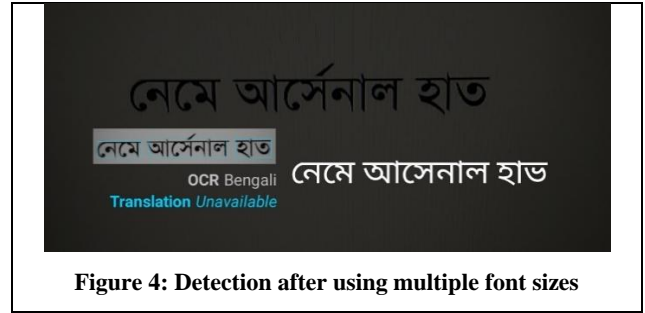 নেমে আর্সেনাল হাত
নেমে আর্সেনাল হাত
OCR Bengali
Translation Unavailable
নেমে আসেনাল হাভ
Figure 4: Detection after using multiple font sizes